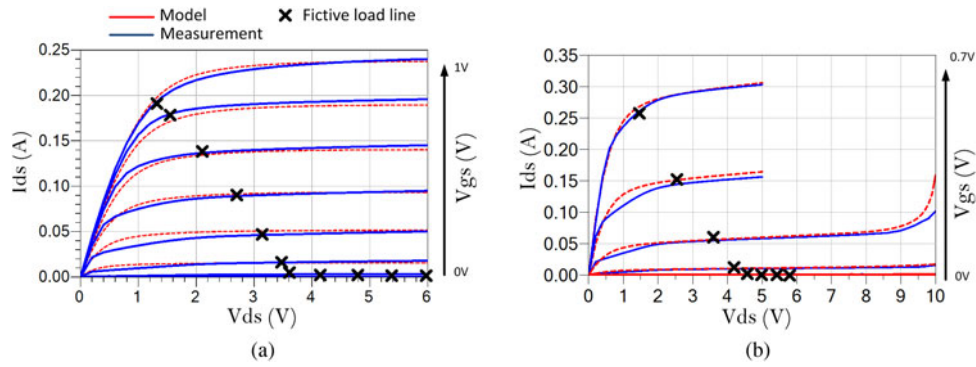 Model
Fictive load line
Measurement
0.25
0.20
0.15
0.10
0.05
0.00
Ids (A)
0 1 2 3 4 5 6
Vds (V)
1V
Vgs (V)
0V
(a)
0.35
0.30
0.25
0.20
0.15
0.10
0.05
0.00
Ids (A)
0 1 2 3 4 5 6 7 8 9 10
Vds (V)
0.7V
Vgs (V)
0V
(b)